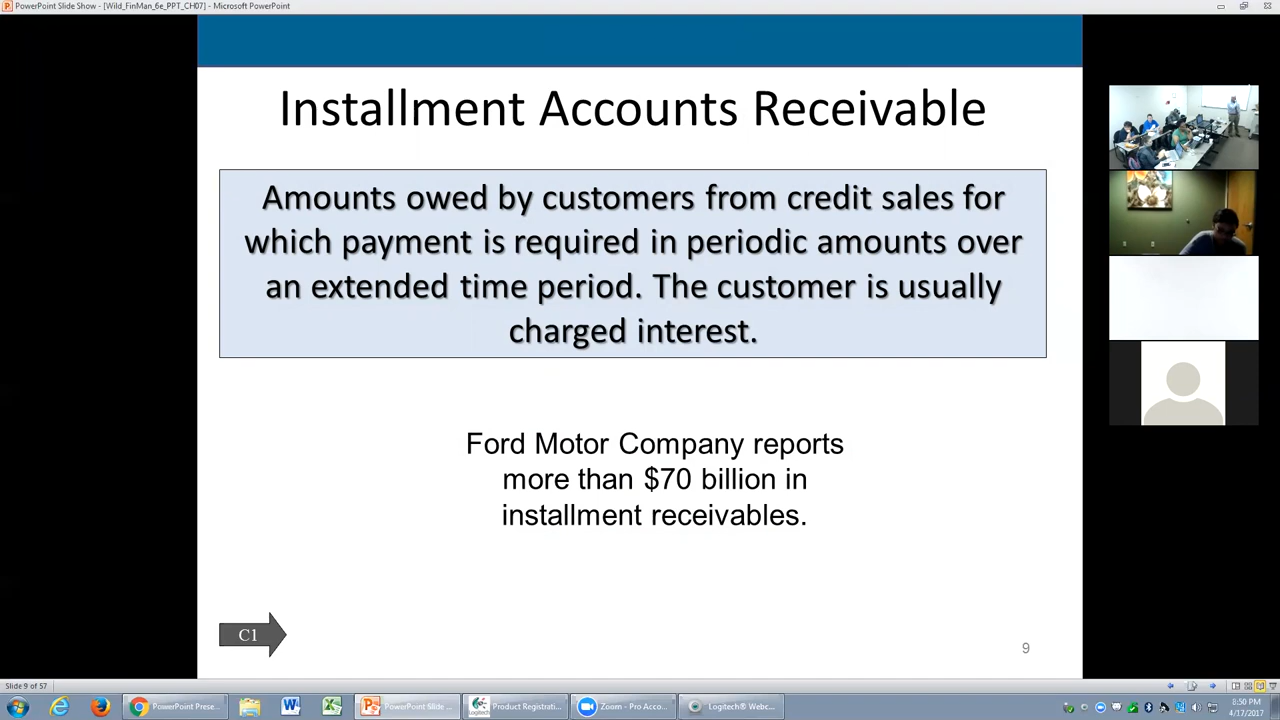 PowerPoint Slide Show - [Wild_FinMan_6e_PPT_CH07] - Microsoft PowerPoint
Installment Accounts Receivable
Amounts owed by customers from credit sales for
which payment is required in periodic amounts over
an extended time period. The customer is usually
charged interest.
Ford Motor Company reports
more than $70 billion in
installment receivables.
C1
9
Slide 9 of 57
PowerPoint Prese...
PowerPoint Slide ...
Product Registrati...
Zoom - Pro Acco...
Logitech® Webc...
8:50 PM
4/17/2017